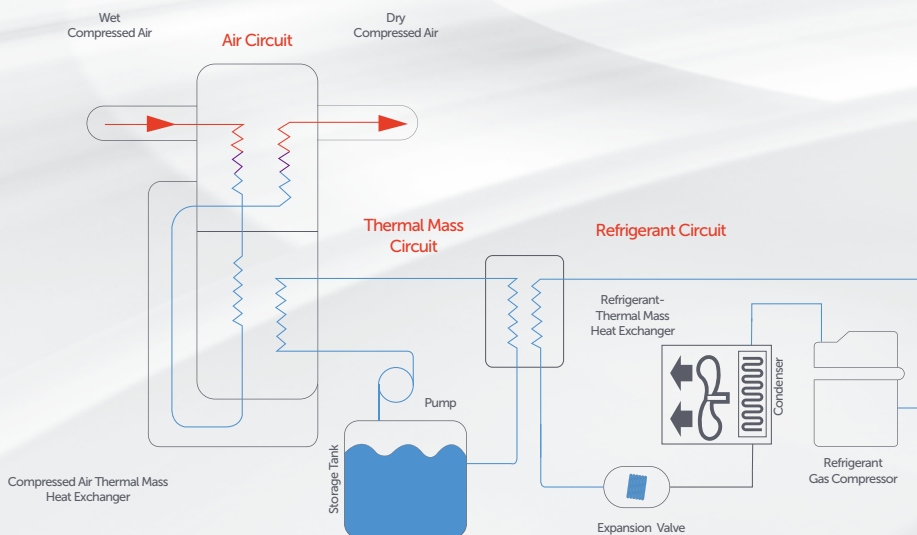 Wet
Compressed Air
Dry
Compressed Air
Air Circuit
Thermal Mass
Circuit
Refrigerant Circuit
Refrigerant-
Thermal Mass
Heat Exchanger
Condenser
Pump
Storage Tank
Refrigerant
Gas Compressor
Compressed Air Thermal Mass
Heat Exchanger
Expansion Valve